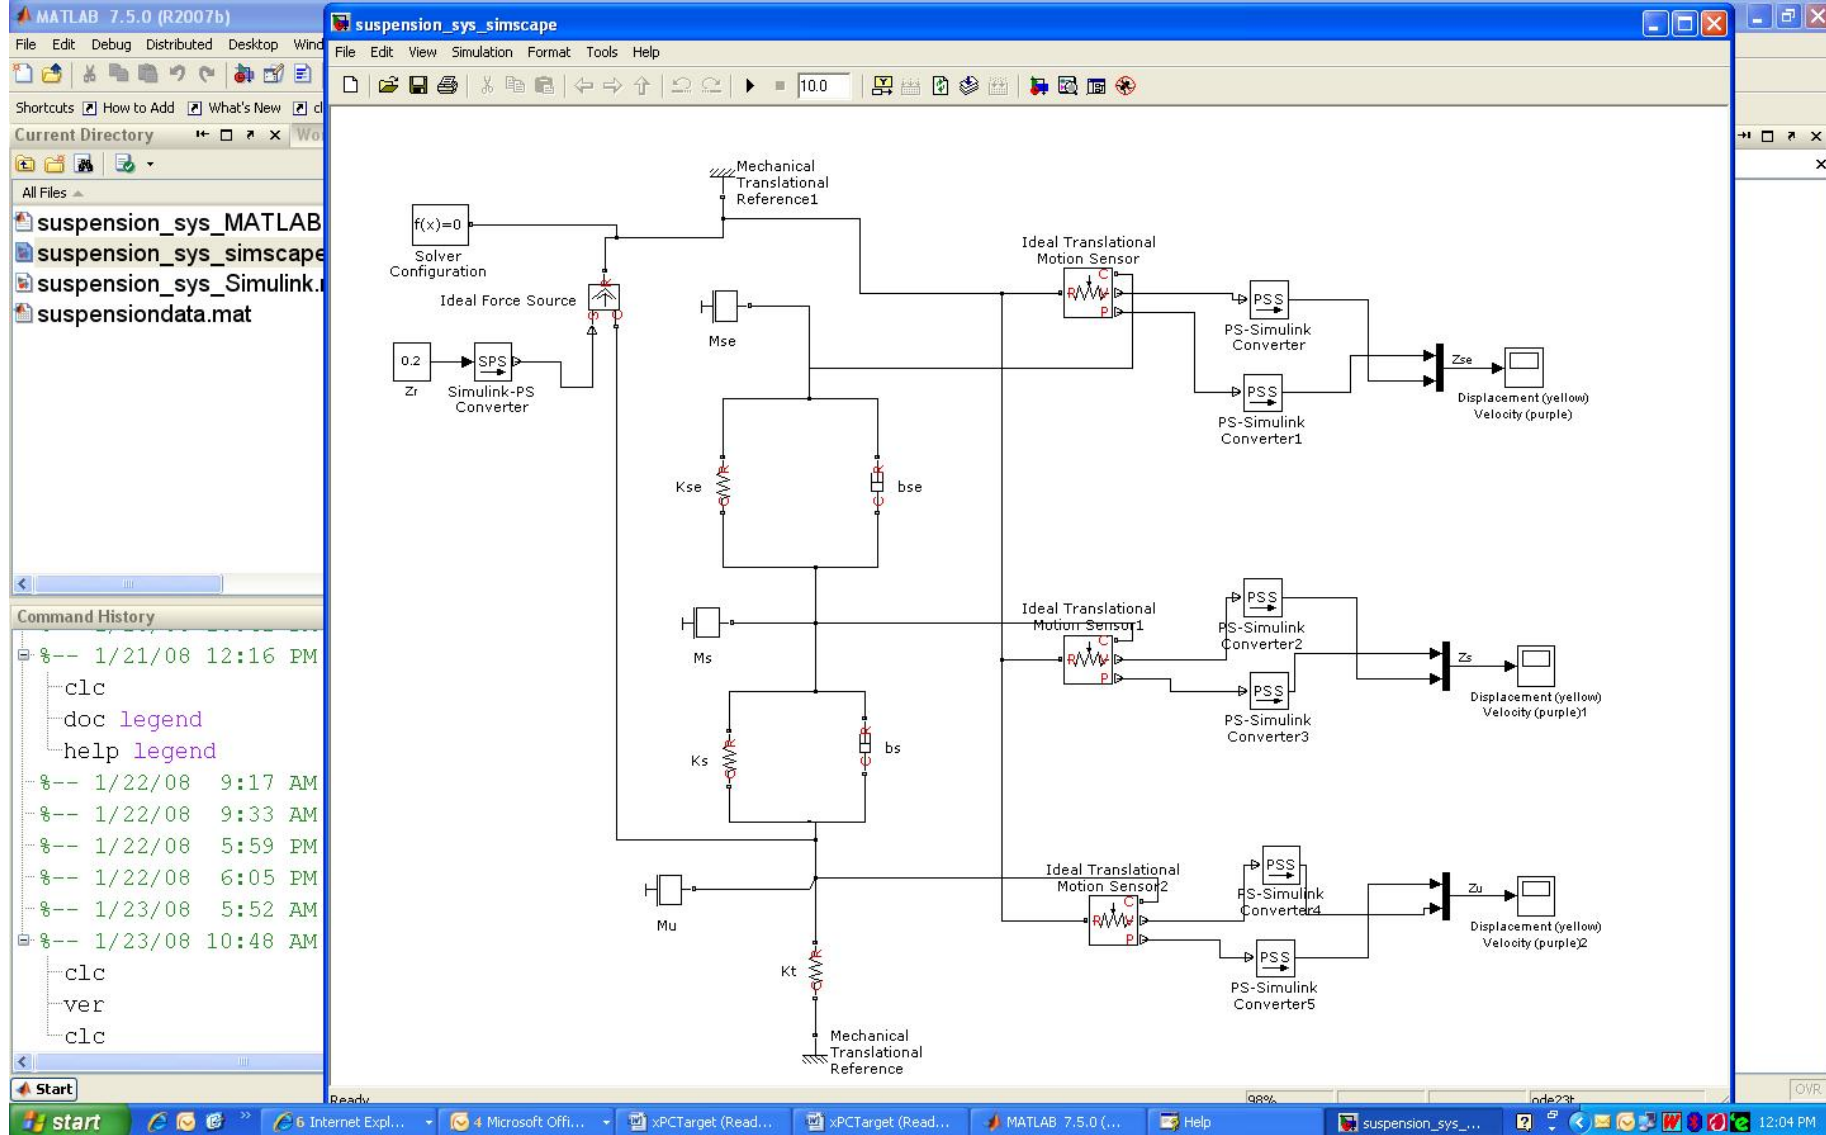 MATLAB 7.5.0 (R2007b)
File Edit Debug Distributed Desktop Wind
Shortcuts How to Add What's New cl
Current Directory Wo
All Files
suspension_sys_MATLAB
suspension_sys_simscape
suspension_sys_Simulink.
suspensiondata.mat
Command History
%-- 1/21/08 12:16 PM
clc
doc legend
help legend
%-- 1/22/08 9:17 AM
%-- 1/22/08 9:33 AM
%-- 1/22/08 5:59 PM
%-- 1/22/08 6:05 PM
%-- 1/23/08 5:52 AM
%-- 1/23/08 10:48 AM
clc
ver
clc
Start
suspension_sys_simscape
File Edit View Simulation Format Tools Help
10.0
Mechanical
Translational
Reference1
f(x)=0
Solver
Configuration
Ideal Force Source
R
S C
0.2
Zr
SPS
Simulink-PS
Converter
Mse
Kse
R
C
bse
R
C
Ms
Ks
R
C
bs
R
C
Mu
Kt
R
C
Mechanical
Translational
Reference
Ideal Translational
Motion Sensor
C
R V
P
PSS
PS-Simulink
Converter
PSS
PS-Simulink
Converter1
Zse
Displacement (yellow)
Velocity (purple)
Ideal Translational
Motion Sensor1
C
R V
P
PSS
PS-Simulink
Converter2
PSS
PS-Simulink
Converter3
Zs
Displacement (yellow)
Velocity (purple)1
Ideal Translational
Motion Sensor2
C
R V
P
PSS
PS-Simulink
Converter4
PSS
PS-Simulink
Converter5
Zu
Displacement (yellow)
Velocity (purple)2
Ready 98% ode23t
OVR
start 6 Internet Expl... 4 Microsoft Offi... xPCTarget (Read... xPCTarget (Read... MATLAB 7.5.0 (... Help suspension_sys_... 12:04 PM